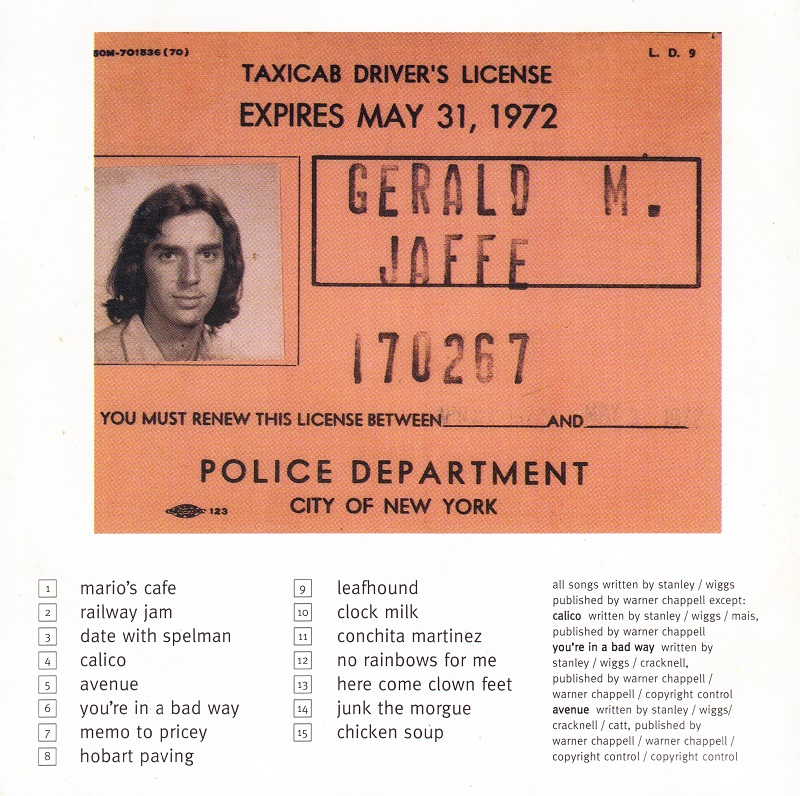 50M-701536 (70)
L. D. 9
TAXICAB DRIVER'S LICENSE
EXPIRES MAY 31, 1972
GERALD M.
JAFFE
170267
YOU MUST RENEW THIS LICENSE BETWEEN AND
POLICE DEPARTMENT
CITY OF NEW YORK
123
1 mario's cafe
2 railway jam
3 date with spelman
4 calico
5 avenue
6 you're in a bad way
7 memo to pricey
8 hobart paving
9 leafhound
10 clock milk
11 conchita martinez
12 no rainbows for me
13 here come clown feet
14 junk the morgue
15 chicken soup
all songs written by stanley / wiggs
published by warner chappell except:
calico written by stanley / wiggs / mais,
published by warner chappell
you're in a bad way written by
stanley / wiggs / cracknell,
published by warner chappell /
warner chappell / copyright control
avenue written by stanley / wiggs/
cracknell / catt, published by
warner chappell / warner chappell /
copyright control / copyright control